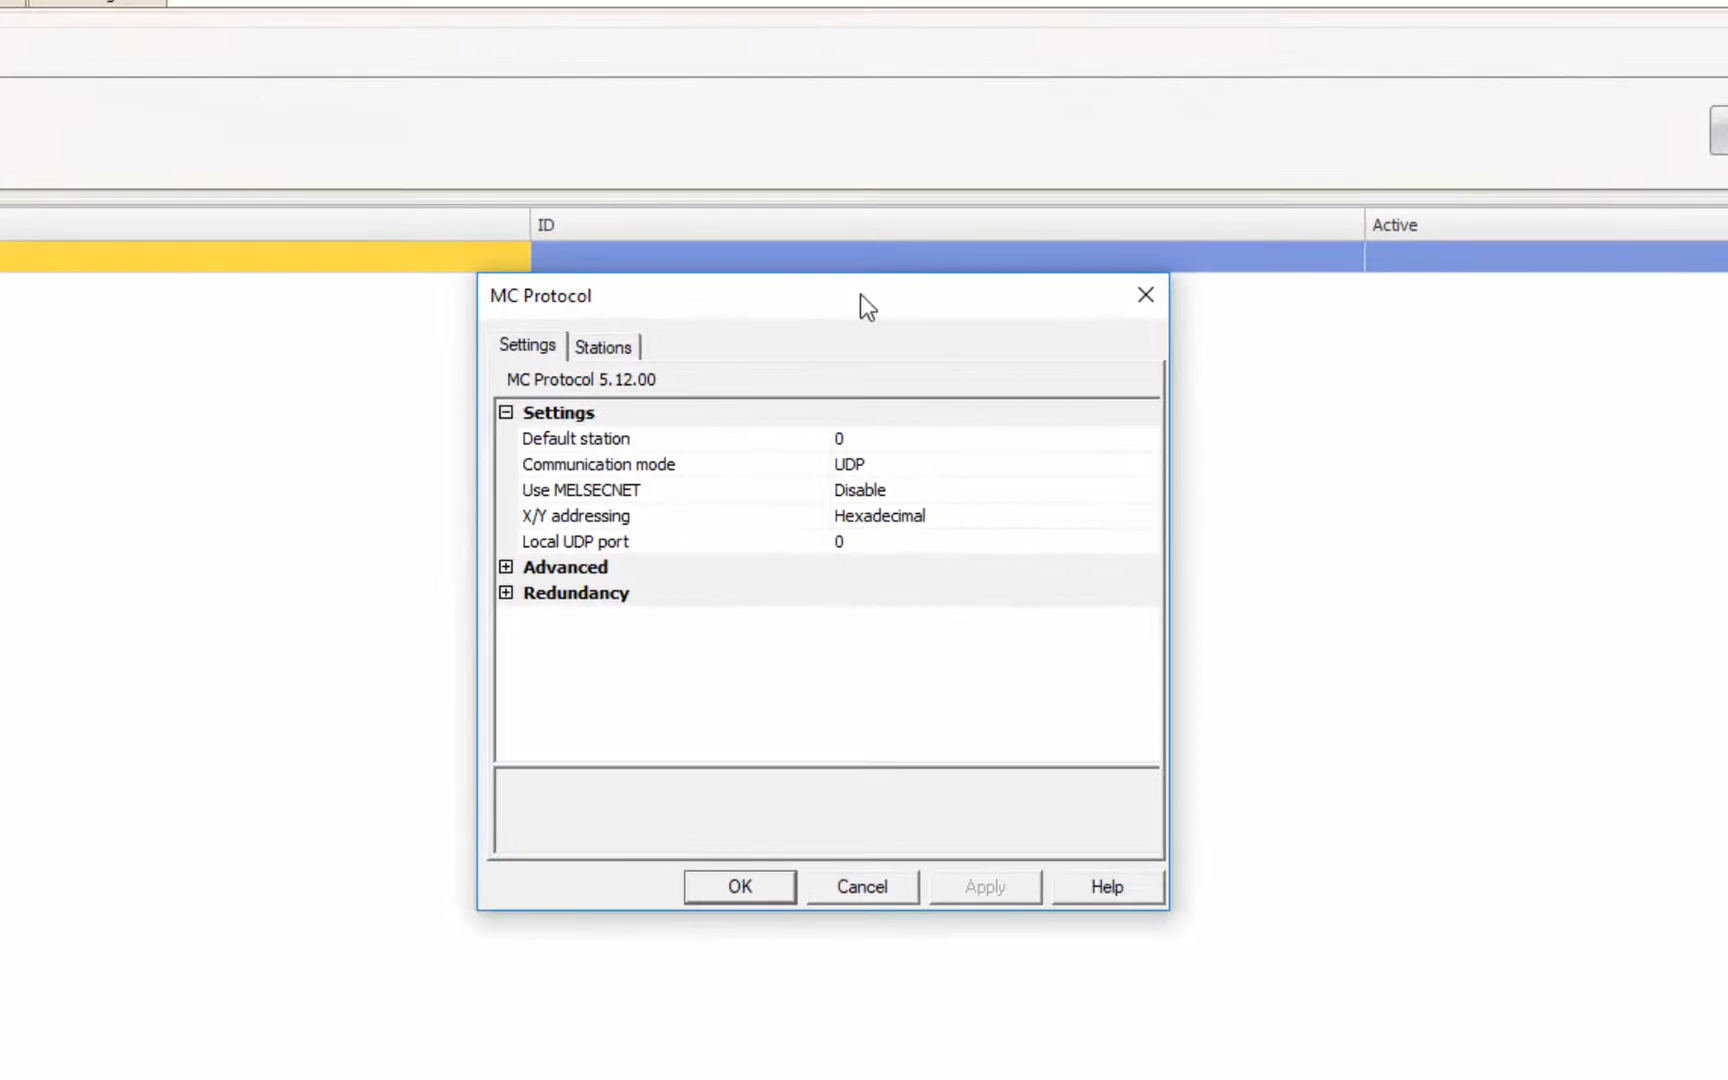 ID
Active
MC Protocol
Settings
Stations
MC Protocol 5.12.00
Settings
Default station 0
Communication mode UDP
Use MELSECNET Disable
X/Y addressing Hexadecimal
Local UDP port 0
Advanced
Redundancy
OK
Cancel
Apply
Help